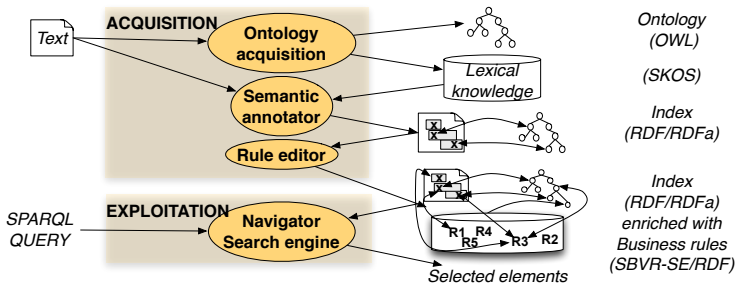 ACQUISITION
Text
Ontology
acquisition
Ontology
(OWL)
Lexical
knowledge
(SKOS)
Semantic
annotator
x
x
x
Index
(RDF/RDFa)
Rule editor
x
x
x
Index
(RDF/RDFa)
enriched with
Business rules
(SBVR-SE/RDF)
EXPLOITATION
SPARQL
QUERY
Navigator
Search engine
R1 R4
R5 R3 R2
Selected elements